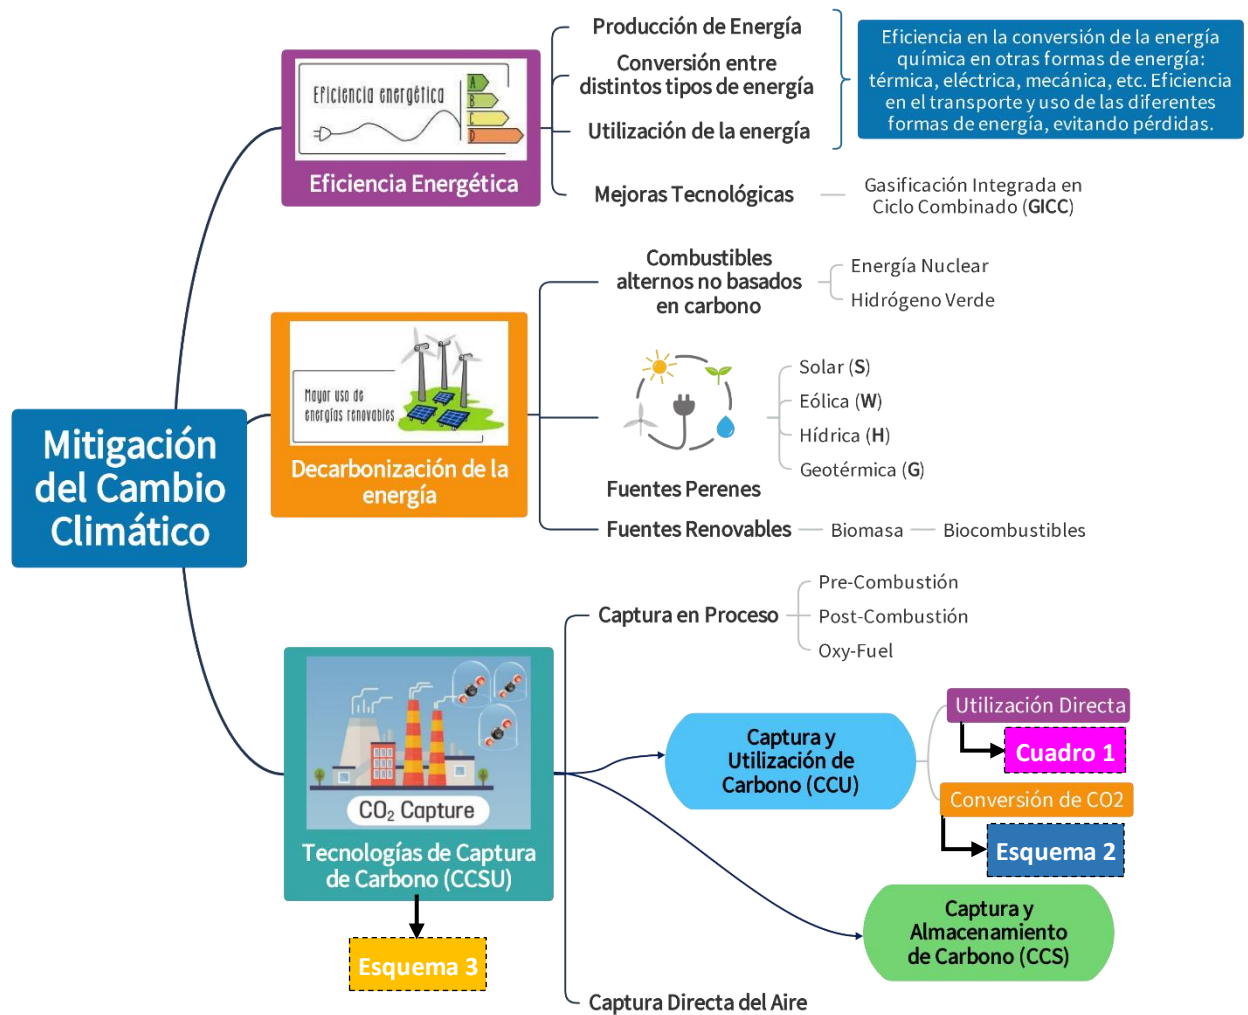 Mitigación
del Cambio
Climático
Eficiencia energética
A
B
C
D
Eficiencia Energética
Producción de Energía
Conversión entre
distintos tipos de energía
Utilización de la energía
Eficiencia en la conversión de la energía
química en otras formas de energía:
térmica, eléctrica, mecánica, etc. Eficiencia
en el transporte y uso de las diferentes
formas de energía, evitando pérdidas.
Mejoras Tecnológicas
Gasificación Integrada en
Ciclo Combinado (GICC)
Mayor uso de
energías renovables
Decarbonización de la
energía
Combustibles
alternos no basados
en carbono
Energía Nuclear
Hidrógeno Verde
Fuentes Perenes
Solar (S)
Eólica (W)
Hídrica (H)
Geotérmica (G)
Fuentes Renovables
Biomasa
Biocombustibles
CO₂ Capture
Tecnologías de Captura
de Carbono (CCSU)
Esquema 3
Captura en Proceso
Pre-Combustión
Post-Combustión
Oxy-Fuel
Captura y
Utilización de
Carbono (CCU)
Utilización Directa
Cuadro 1
Conversión de CO2
Esquema 2
Captura y
Almacenamiento
de Carbono (CCS)
Captura Directa del Aire